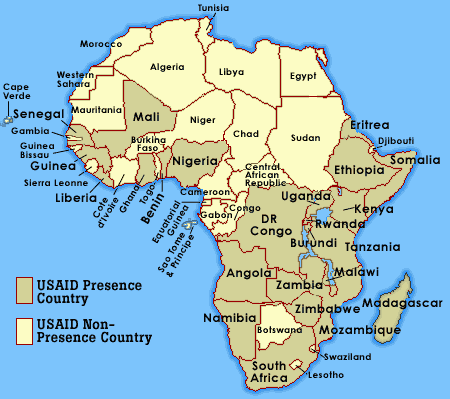 Tunisia
Morocco
Algeria
Libya
Egypt
Western
Sahara
Cape
Verde
Mauritania
Mali
Niger
Chad
Sudan
Eritrea
Senegal
Gambia
Guinea
Bissau
Guinea
Sierra Leonne
Liberia
Cote
d'Ivoire
Ghana
Togo
Benin
Burkina
Faso
Nigeria
Djibouti
Somalia
Ethiopia
Central
African
Republic
Cameroon
Equatorial
Guinea
Sao Tome
& Principe
Gabon
Congo
DR
Congo
Uganda
Kenya
Rwanda
Burundi
Tanzania
Angola
Zambia
Malawi
Madagascar
Zimbabwe
Mozambique
Namibia
Botswana
Swaziland
South
Africa
Lesotho
USAID Presence
Country
USAID Non-
Presence Country